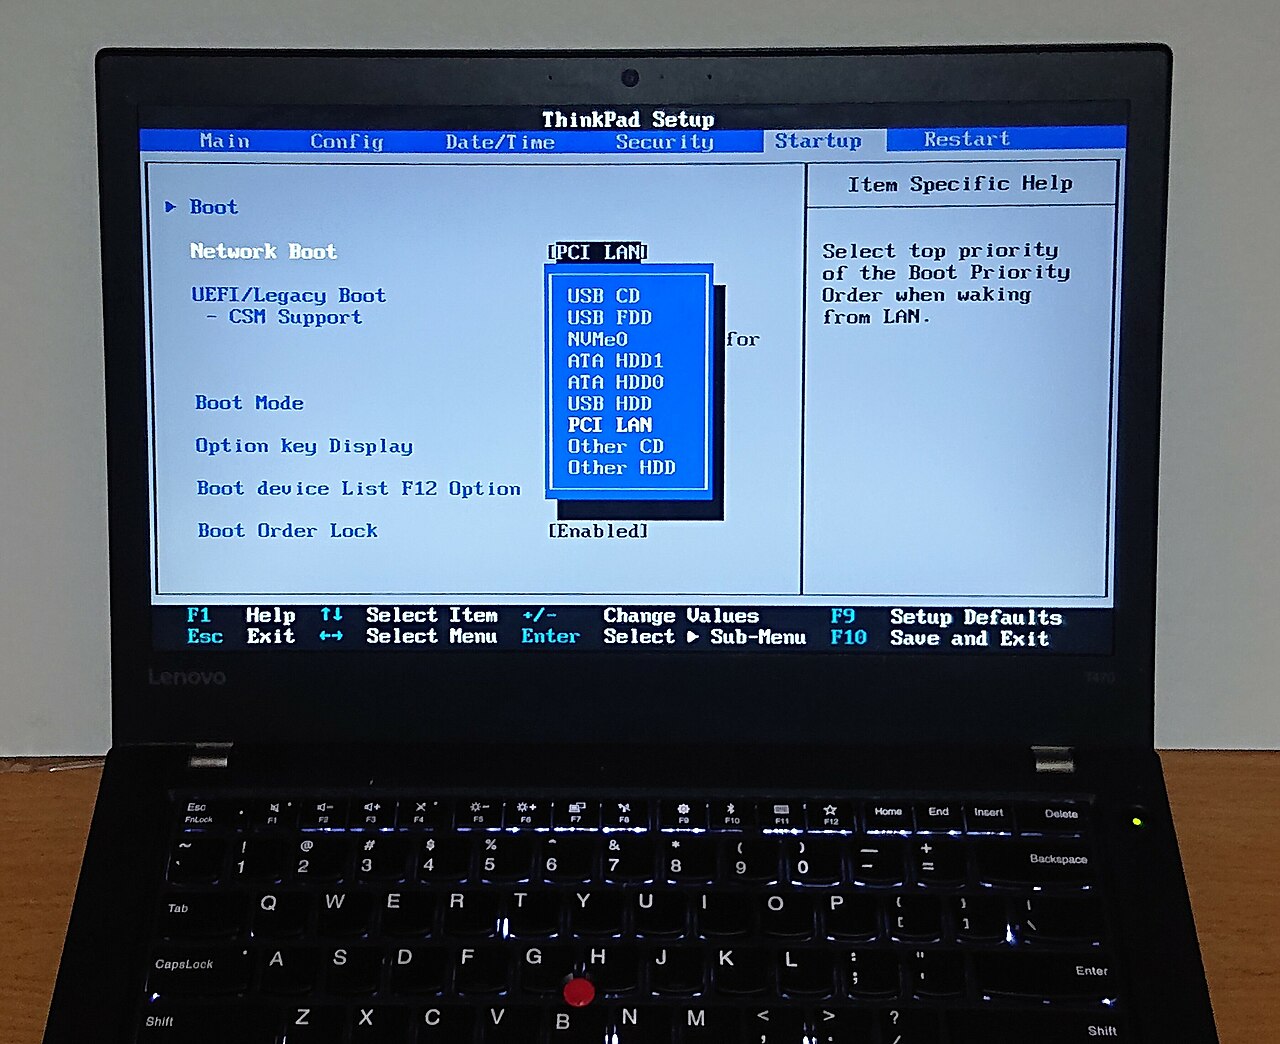 ThinkPad Setup
Main Config Date/Time Security Startup Restart
Item Specific Help
Boot
Network Boot [PCI LAN]
Select top priority
of the Boot Priority
Order when waking
from LAN.
UEFI/Legacy Boot
- CSM Support
for
Boot Mode
Option key Display
Boot device List F12 Option
Boot Order Lock [Enabled]
USB CD
USB FDD
NVMe0
ATA HDD1
ATA HDD0
USB HDD
PCI LAN
Other CD
Other HDD
F1 Help ↑↓ Select Item +/- Change Values F9 Setup Defaults
Esc Exit ←→ Select Menu Enter Select ▶ Sub-Menu F10 Save and Exit
Lenovo T470
Esc F1 F2 F3 F4 F5 F6 F7 F8 F9 F10 F11 F12 Home End Insert Delete
FnLock
~ ! @ # $ % ^ & * ( ) — +
` 1 2 3 4 5 6 7 8 9 0 - = Backspace
Tab Q W E R T Y U I O P { } |
[ ] \
CapsLock A S D F G H J K L : "
; ' Enter
Shift Z X C V B N M < > ? Shift
, . /